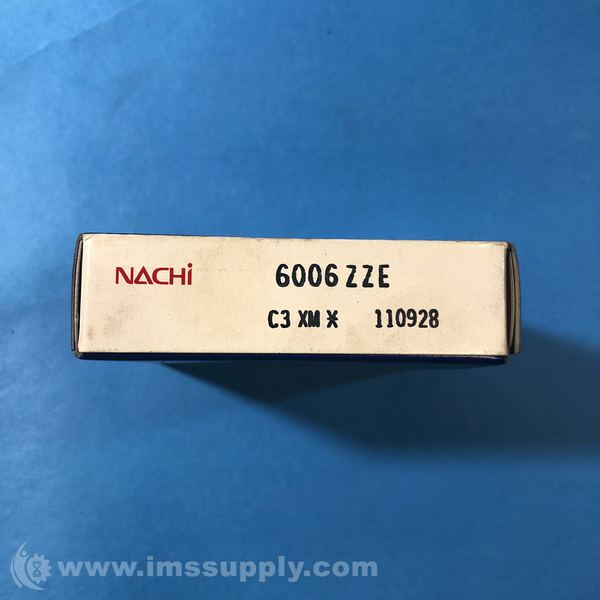 NACHi 6006ZZE
C3 XM * 110928
www.imssupply.com